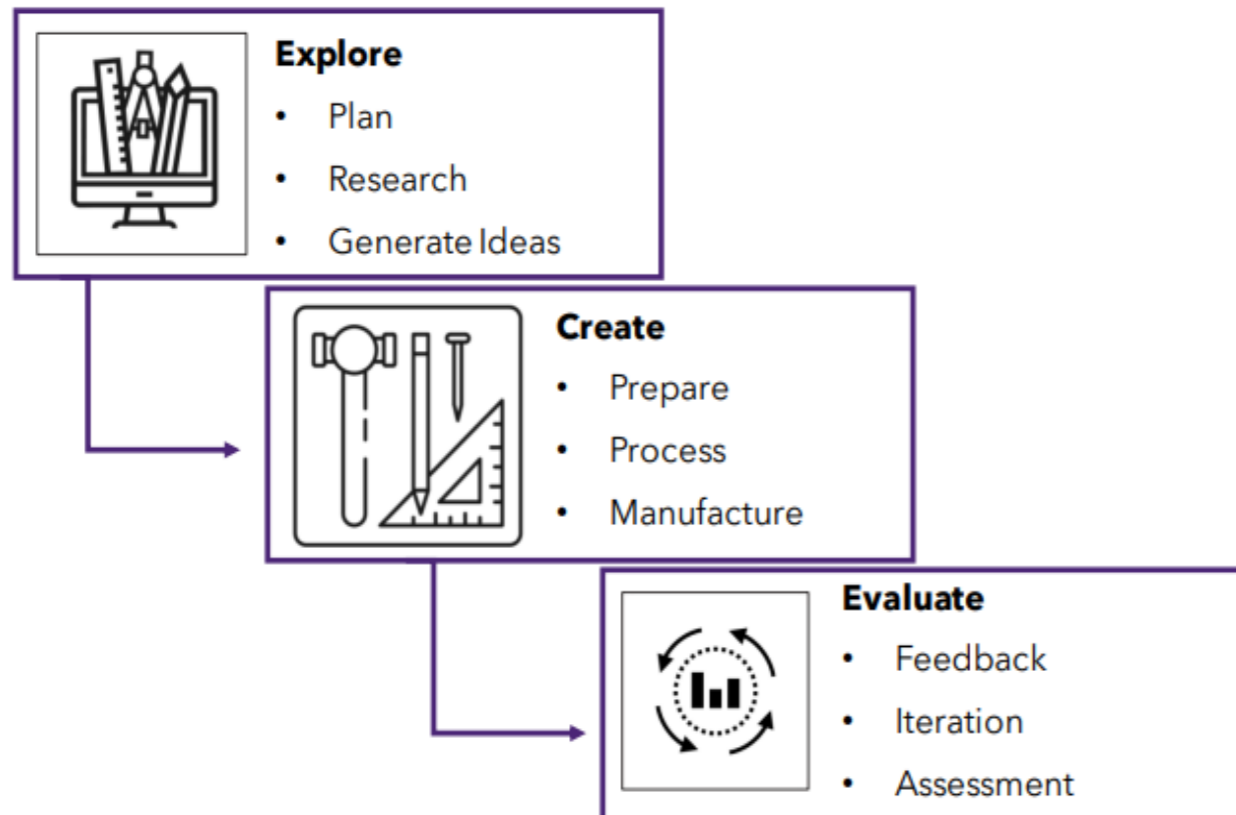 Explore
• Plan
• Research
• Generate Ideas
Create
• Prepare
• Process
• Manufacture
Evaluate
• Feedback
• Iteration
• Assessment